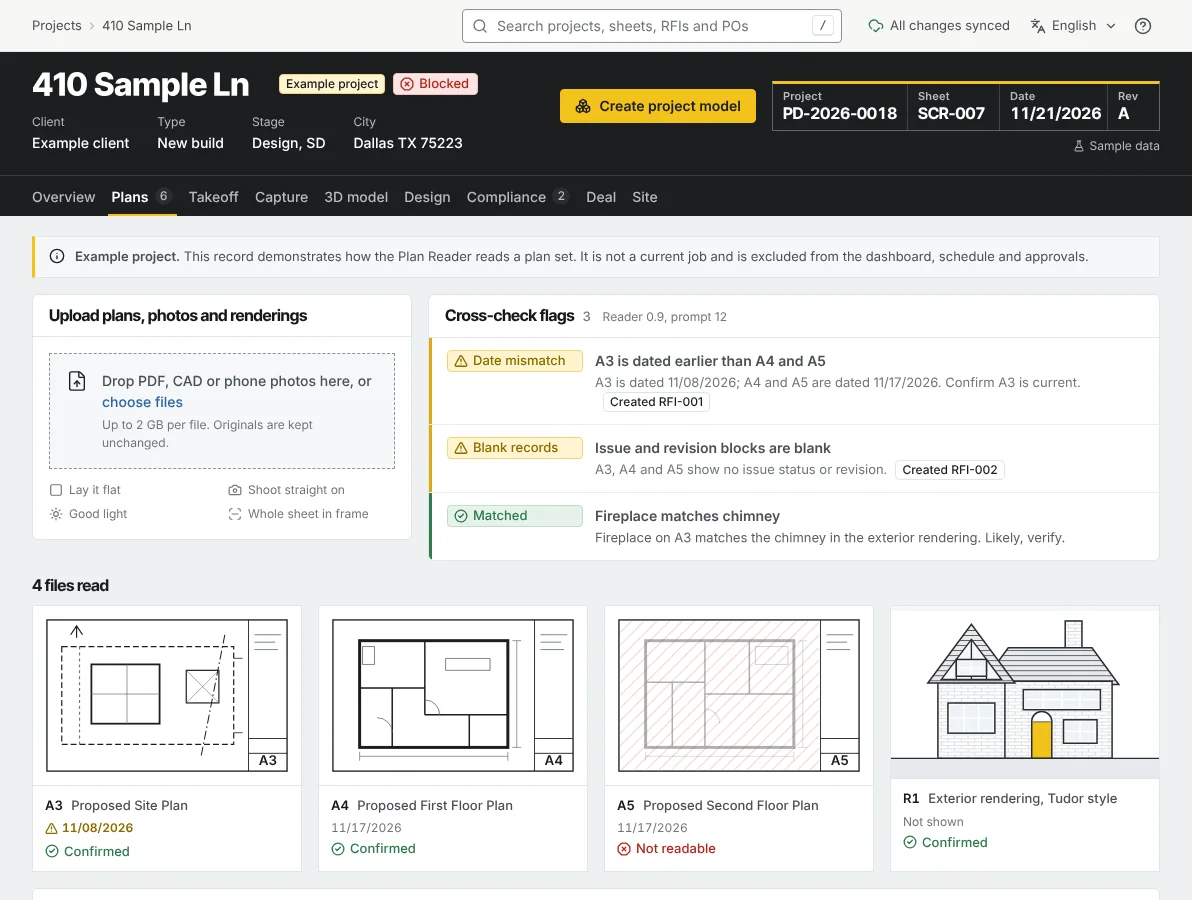 Projects › 410 Sample Ln
Search projects, sheets, RFIs and POs /
All changes synced
English
410 Sample Ln
Example project
Blocked
Client
Example client
Type
New build
Stage
Design, SD
City
Dallas TX 75223
Create project model
Project
PD-2026-0018
Sheet
SCR-007
Date
11/21/2026
Rev
A
Sample data
Overview
Plans 6
Takeoff
Capture
3D model
Design
Compliance 2
Deal
Site
Example project. This record demonstrates how the Plan Reader reads a plan set. It is not a current job and is excluded from the dashboard, schedule and approvals.
Upload plans, photos and renderings
Drop PDF, CAD or phone photos here, or
choose files
Up to 2 GB per file. Originals are kept
unchanged.
Lay it flat
Shoot straight on
Good light
Whole sheet in frame
Cross-check flags 3 Reader 0.9, prompt 12
Date mismatch
A3 is dated earlier than A4 and A5
A3 is dated 11/08/2026; A4 and A5 are dated 11/17/2026. Confirm A3 is current.
Created RFI-001
Blank records
Issue and revision blocks are blank
A3, A4 and A5 show no issue status or revision. Created RFI-002
Matched
Fireplace matches chimney
Fireplace on A3 matches the chimney in the exterior rendering. Likely, verify.
4 files read
A3
A3 Proposed Site Plan
11/08/2026
Confirmed
A4
A4 Proposed First Floor Plan
11/17/2026
Confirmed
A5
A5 Proposed Second Floor Plan
11/17/2026
Not readable
R1 Exterior rendering, Tudor style
Not shown
Confirmed